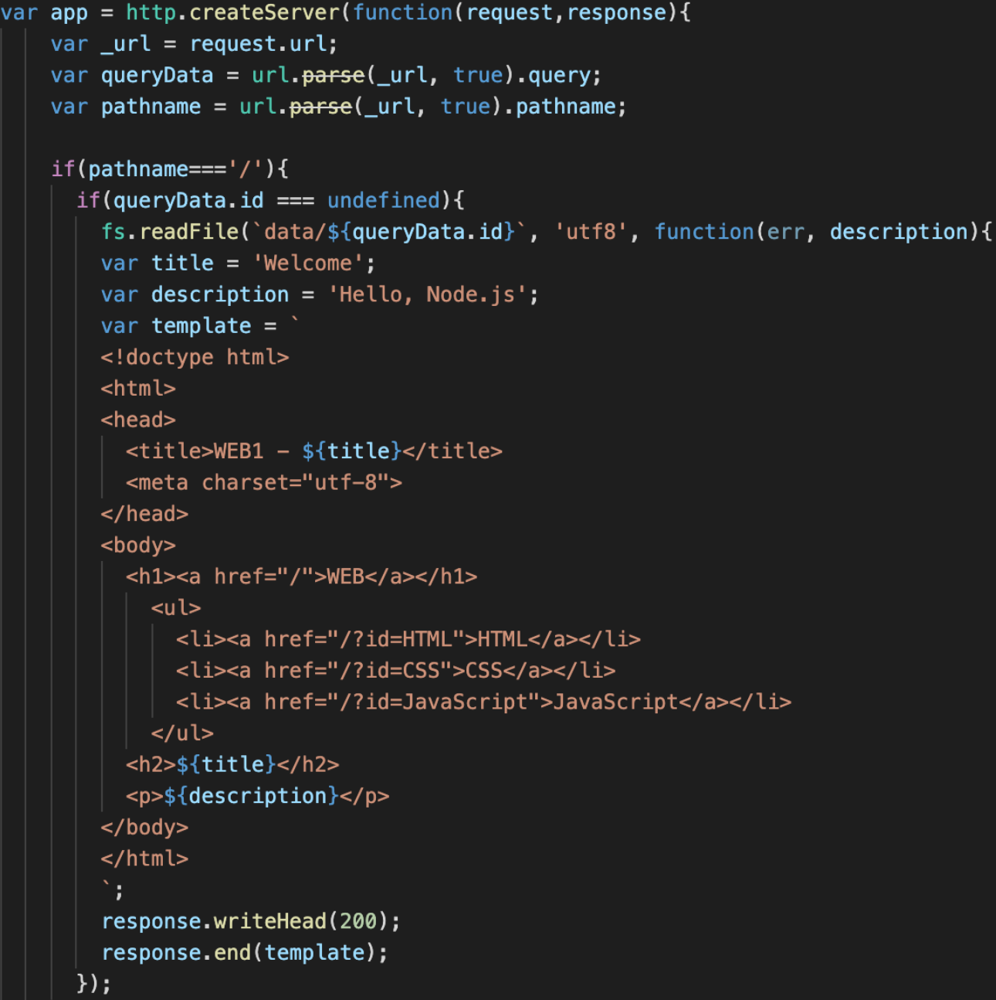 var app = http.createServer(function(request,response){
    var _url = request.url;
    var queryData = url.parse(_url, true).query;
    var pathname = url.parse(_url, true).pathname;

    if(pathname==='/'){
      if(queryData.id === undefined){
        fs.readFile(`data/${queryData.id}`, 'utf8', function(err, description){
        var title = 'Welcome';
        var description = 'Hello, Node.js';
        var template = `
        <!doctype html>
        <html>
        <head>
          <title>WEB1 - ${title}</title>
          <meta charset="utf-8">
        </head>
        <body>
          <h1><a href="/">WEB</a></h1>
            <ul>
              <li><a href="/?id=HTML">HTML</a></li>
              <li><a href="/?id=CSS">CSS</a></li>
              <li><a href="/?id=JavaScript">JavaScript</a></li>
            </ul>
          <h2>${title}</h2>
          <p>${description}</p>
        </body>
        </html>
        `;
        response.writeHead(200);
        response.end(template);
      });